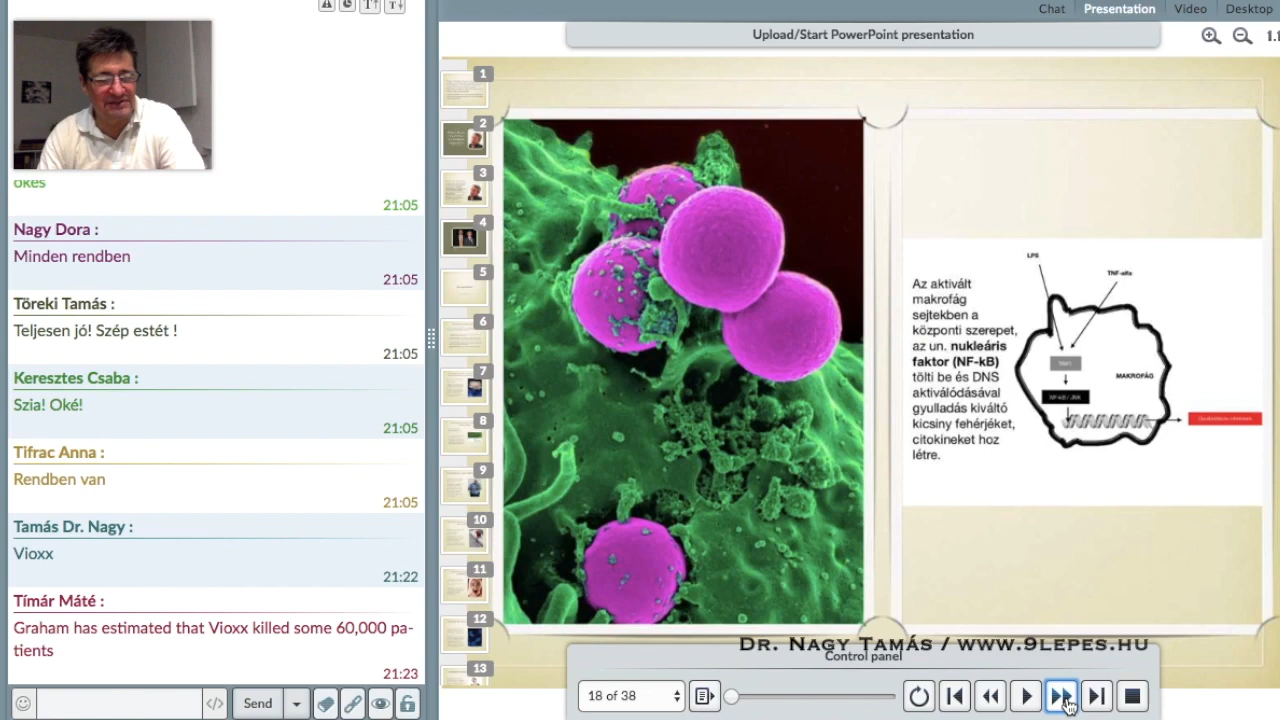 Chat Presentation Video Desktop
Upload/Start PowerPoint presentation
1.1
okés
21:05
Nagy Dora :
Minden rendben
21:05
Töreki Tamás :
Teljesen jó! Szép estét !
21:05
Keresztes Csaba :
Szia! Oké!
21:05
Tifrac Anna :
Rendben van
21:05
Tamás Dr. Nagy :
Vioxx
21:22
Tímár Máté :
Graham has estimated that Vioxx killed some 60,000 pa-
tients
21:23
Send
1
2
3
4
5
6
7
8
9
10
11
12
13
Az aktivált
makrofág
sejtekben a
központi szerepet,
az un. nukleáris
faktor (NF-kB)
tölti be és DNS
aktiválódásával
gyulladás kiváltó
kicsiny fehérjéket,
citokineket hoz
létre.
LPS
TNF-alfa
MAKROFÁG
NF-kB / JNK
Dr. Nagy Tamás / www.9lepes.hu
Control panel
18 of 38